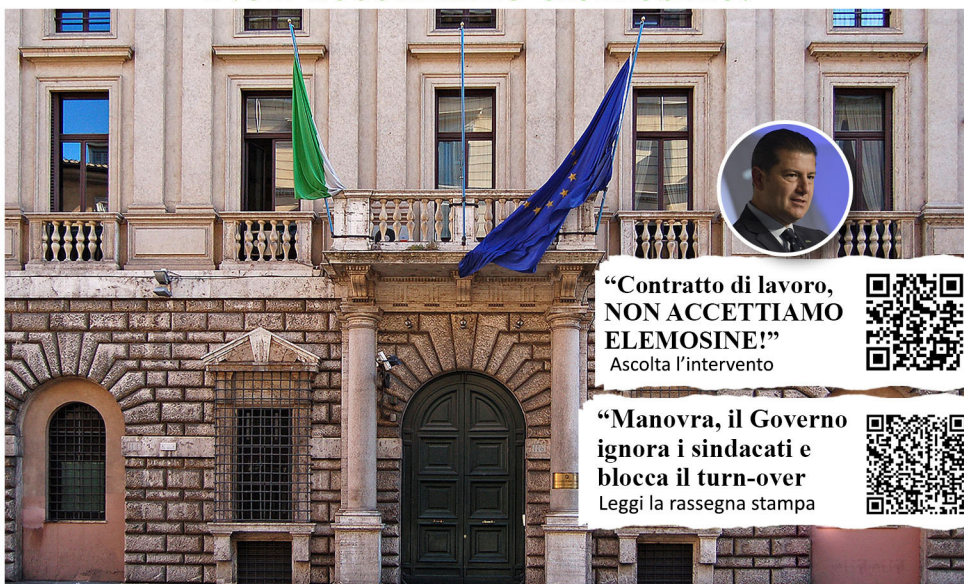 “Contratto di lavoro,
NON ACCETTIAMO
ELEMOSINE!”
Ascolta l’intervento
“Manovra, il Governo
ignora i sindacati e
blocca il turn-over
Leggi la rassegna stampa